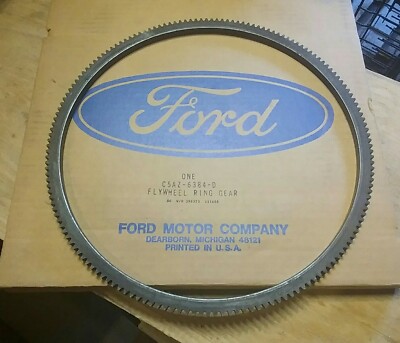 Ford
ONE
C5AZ-6384-D
FLYWHEEL RING GEAR
FORD MOTOR COMPANY
DEARBORN, MICHIGAN 48121
PRINTED IN U.S.A.